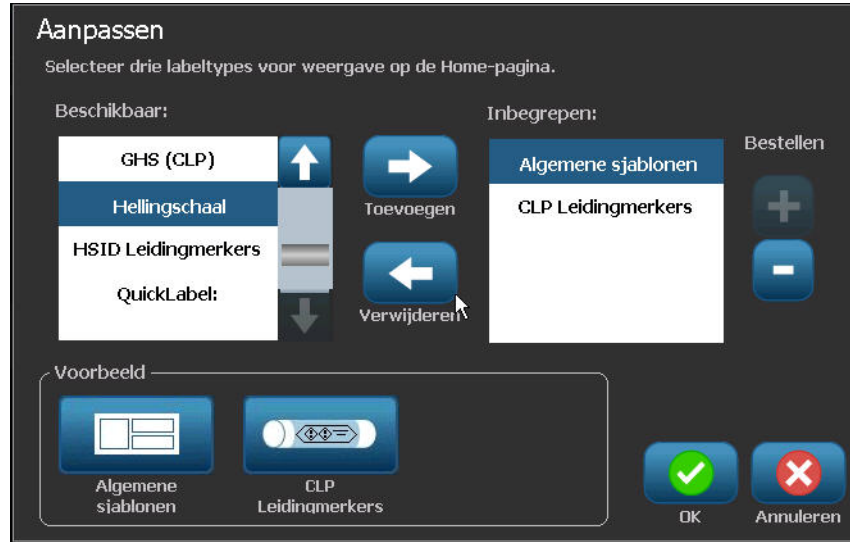 Aanpassen
Selecteer drie labeltypes voor weergave op de Home-pagina.
Beschikbaar:
GHS (CLP)
Hellingschaal
HSID Leidingmerkers
QuickLabel:
Toevoegen
Verwijderen
Inbegrepen:
Algemene sjablonen
CLP Leidingmerkers
Bestellen
Voorbeeld
Algemene
sjablonen
CLP
Leidingmerkers
OK
Annuleren